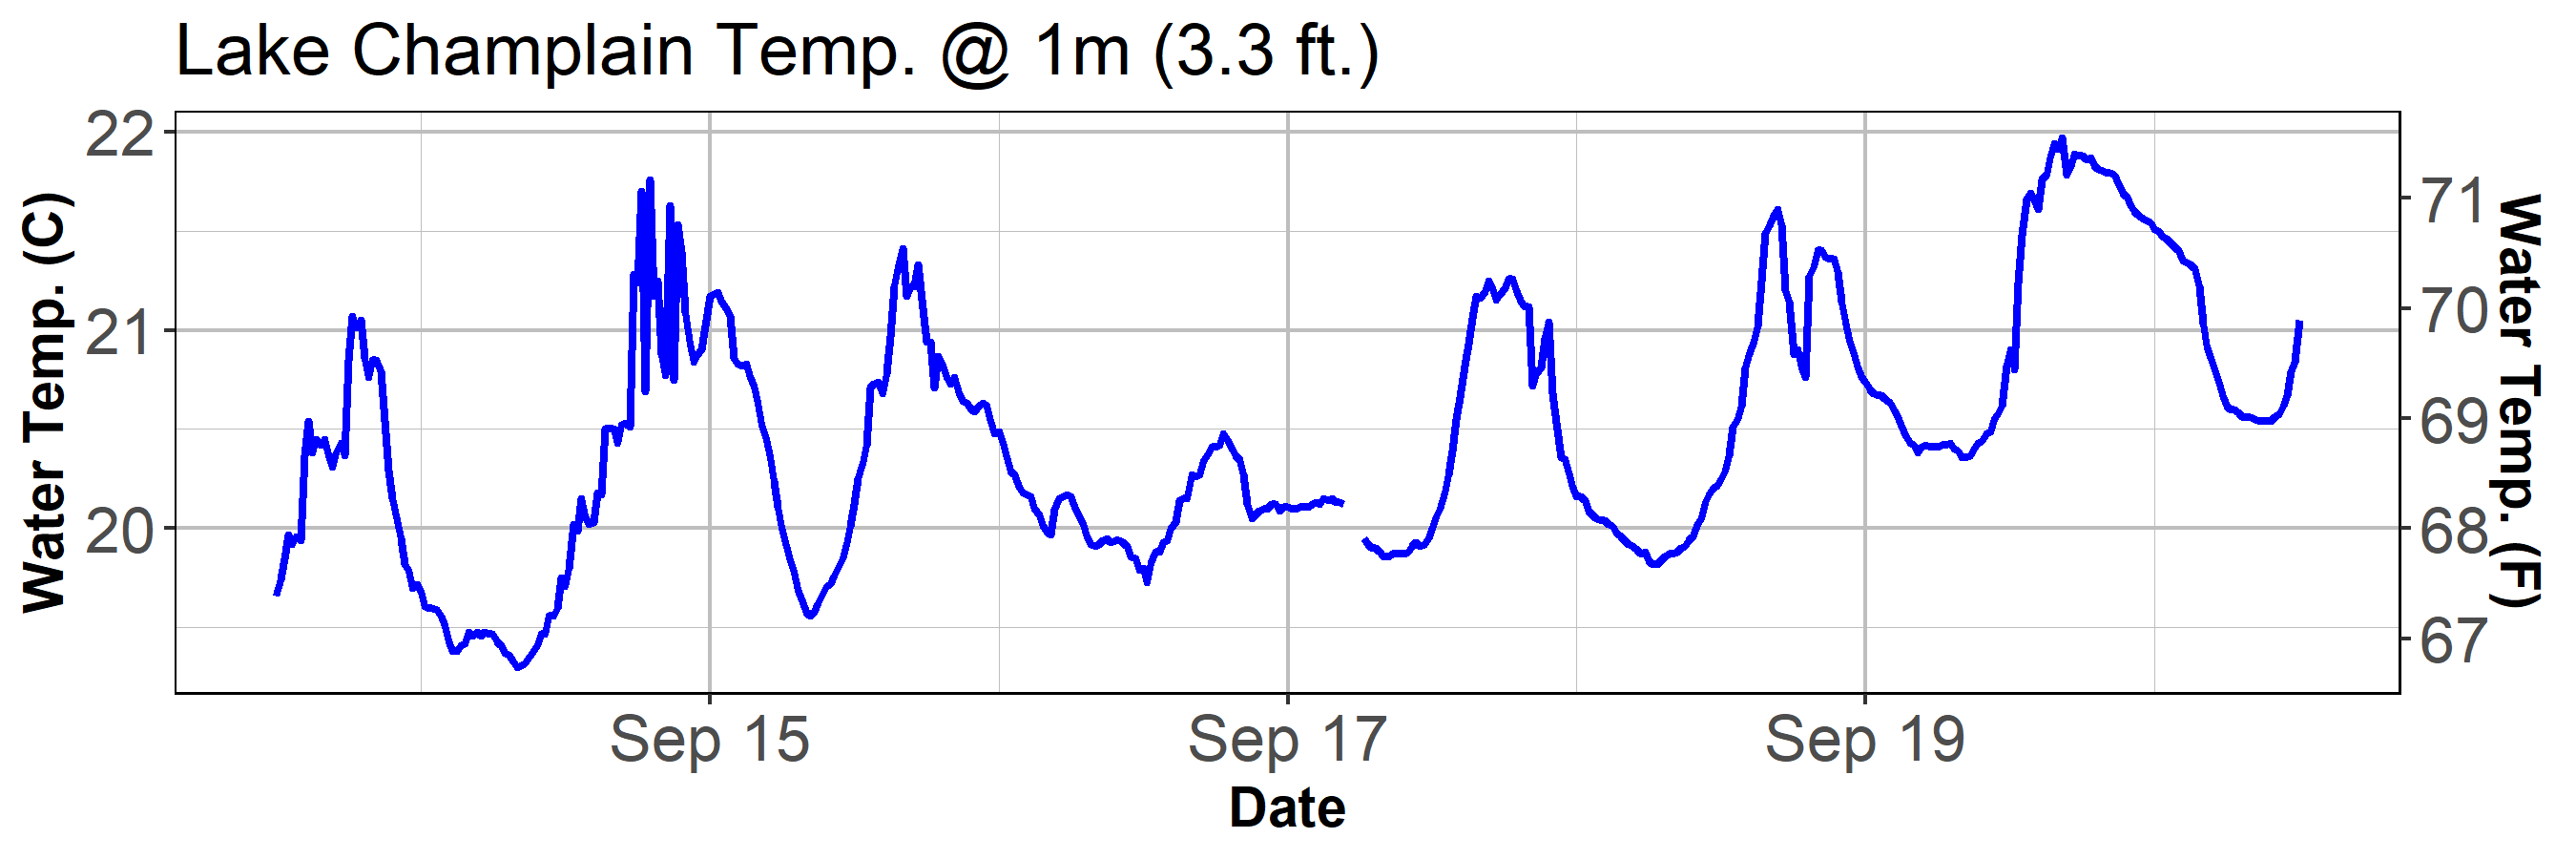 Lake Champlain Temp. @ 1m (3.3 ft.)
Water Temp. (C)
22
21
20
71
70
69
68
67
Water Temp. (F)
Sep 15
Sep 17
Sep 19
Date